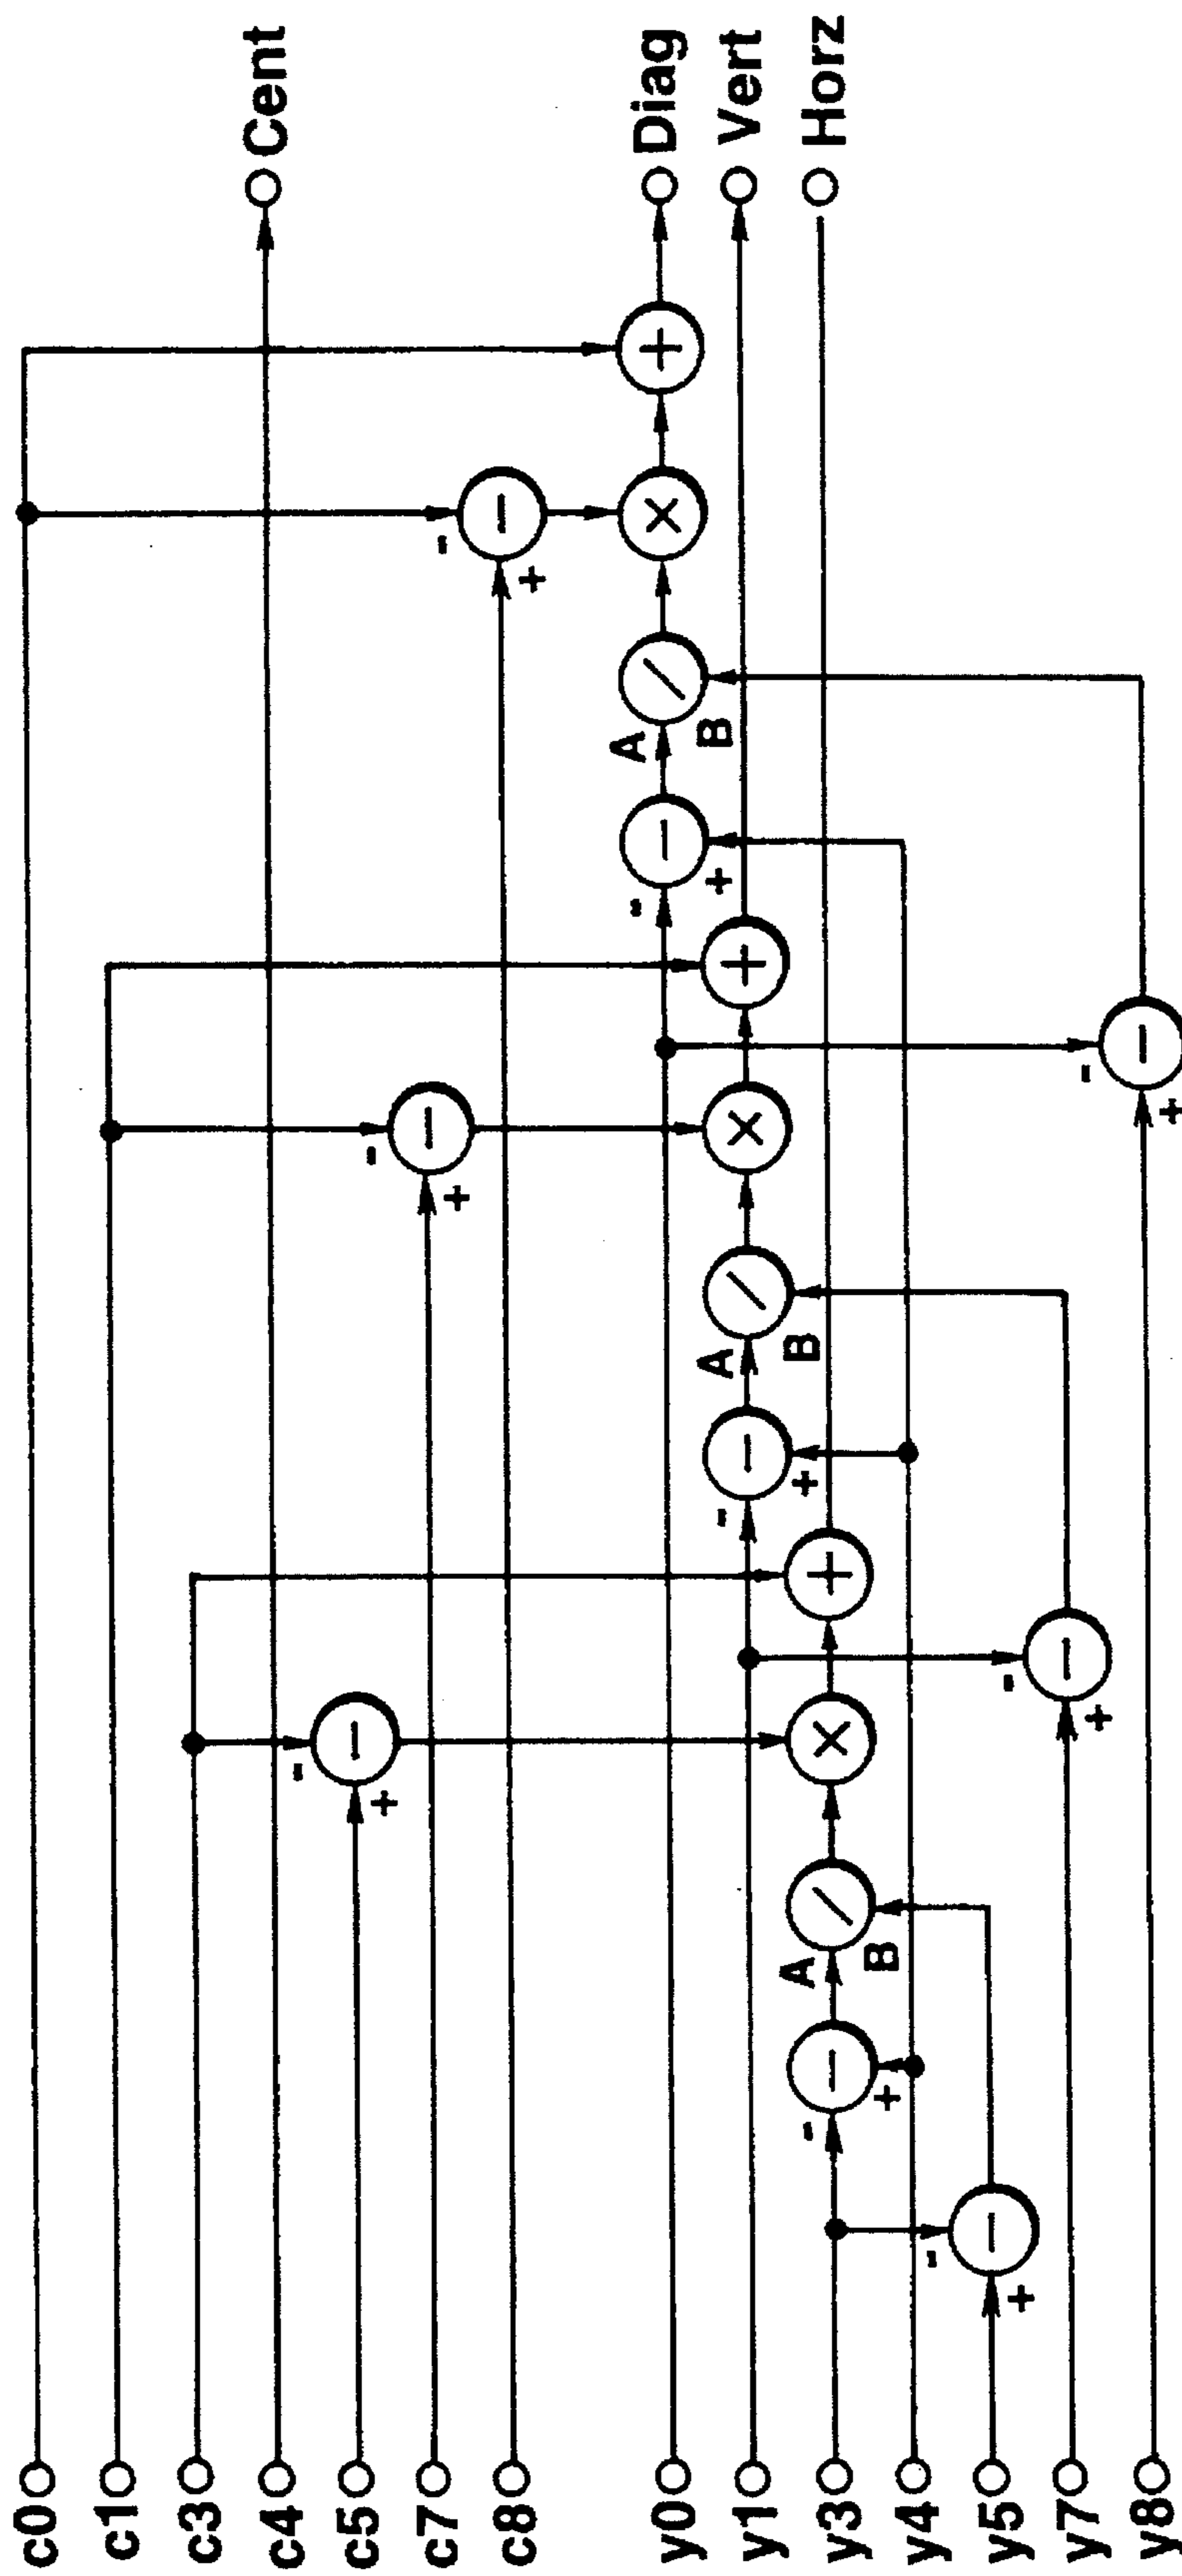 c0
c1
c3
c4
c5
c7
c8
y0
y1
y3
y4
y5
y7
y8
- +
- +
A B
×
- +
+
- +
- +
A B
×
- +
+
- +
- +
A B
×
- +
+
Cent
Diag
Vert
Horz